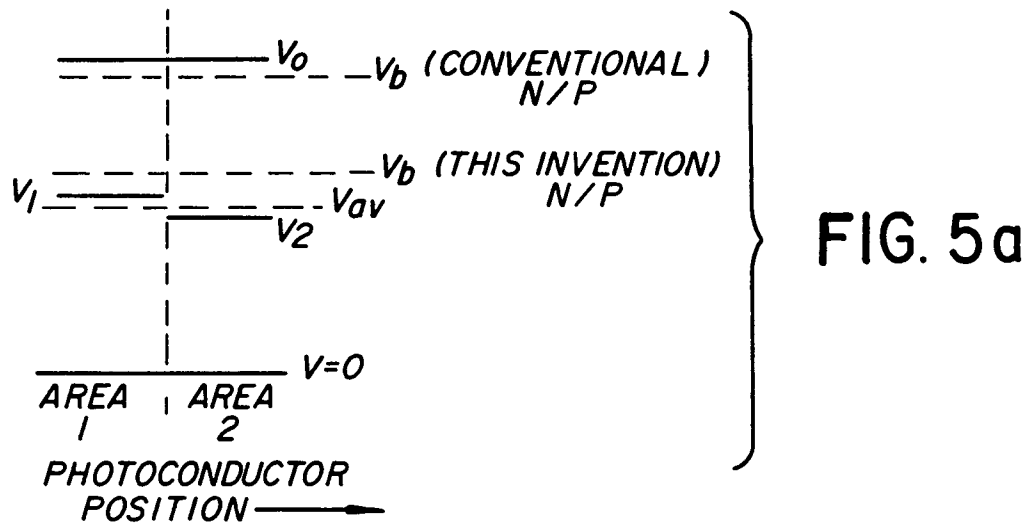 V0
Vb (CONVENTIONAL)
N/P
Vb (THIS INVENTION)
N/P
V1
Vav
V2
V=0
AREA
1
AREA
2
PHOTOCONDUCTOR
POSITION
FIG. 5a